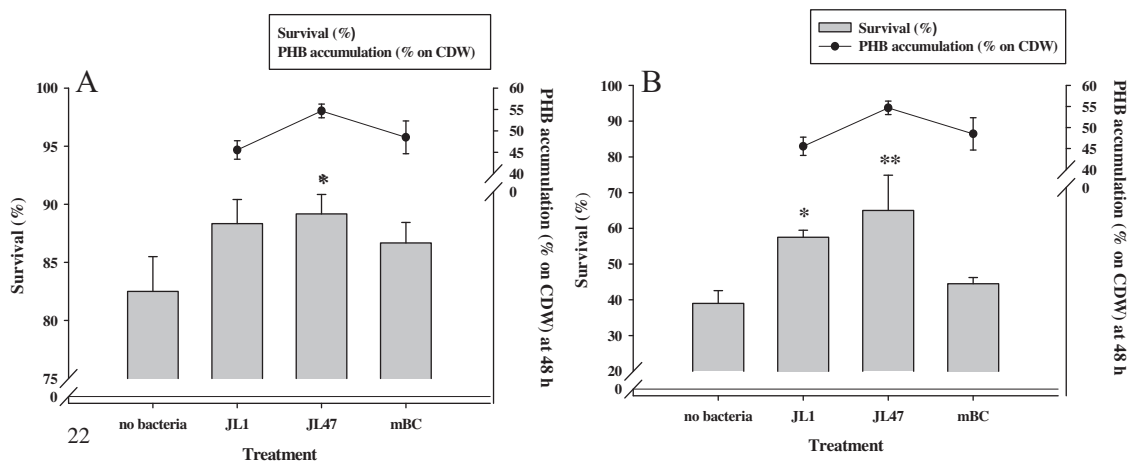 Survival (%)
PHB accumulation (% on CDW)
A
100
95
90
85
80
75
0
Survival (%)
60
55
50
45
40
0
PHB accumulation
(% on CDW) at 48 h
*
no bacteria JL1 JL47 mBC
Treatment
22
Survival (%)
PHB accumulation (% on CDW)
B
100
90
80
70
60
50
40
30
20
0
Survival (%)
60
55
50
45
40
0
PHB accumulation
(% on CDW) at 48 h
*
**
no bacteria JL1 JL47 mBC
Treatment